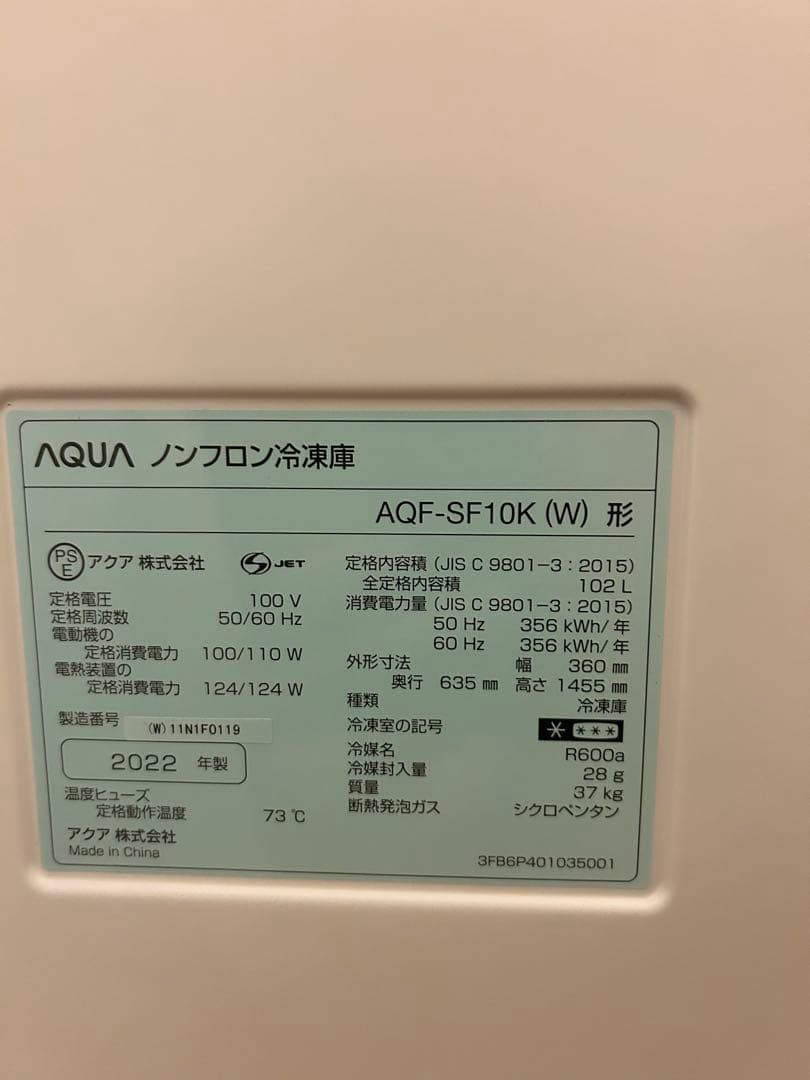 AQUA ノンフロン冷凍庫
AQF-SF10K (W) 形
PS
E
アクア 株式会社
S JET
定格電圧 100 V
定格周波数 50/60 Hz
電動機の
定格消費電力 100/110 W
電熱装置の
定格消費電力 124/124 W
製造番号 (W) 11N1F0119
2022 年製
温度ヒューズ
定格動作温度 73 ℃
アクア 株式会社
Made in China
定格内容積 (JIS C 9801-3:2015)
全定格内容積 102 L
消費電力量 (JIS C 9801-3:2015)
50 Hz 356 kWh/年
60 Hz 356 kWh/年
外形寸法 幅 360 mm
奥行 635 mm 高さ 1455 mm
種類 冷凍庫
冷凍室の記号 * ***
冷媒名 R600a
冷媒封入量 28 g
質量 37 kg
断熱発泡ガス シクロペンタン
3FB6P401035001